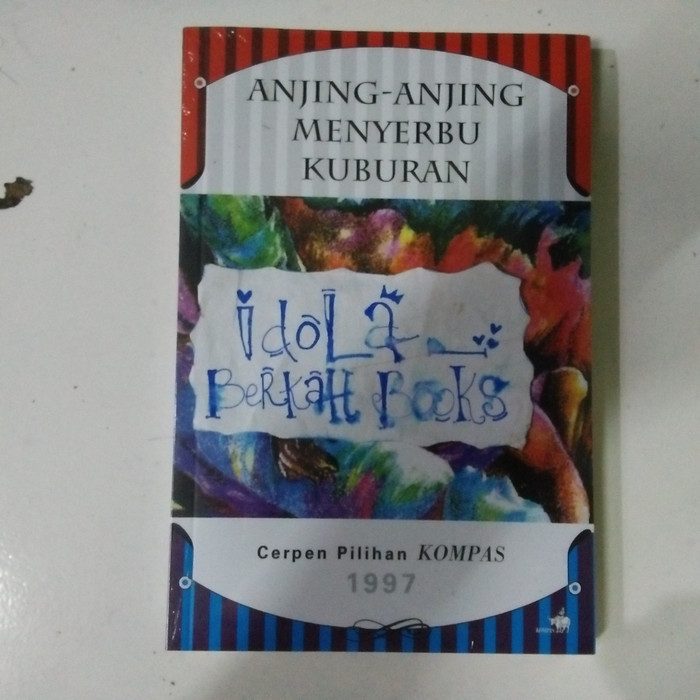 ANJING-ANJING
MENYERBU
KUBURAN
idola
BERKAH BOOKS
Cerpen Pilihan KOMPAS
1997